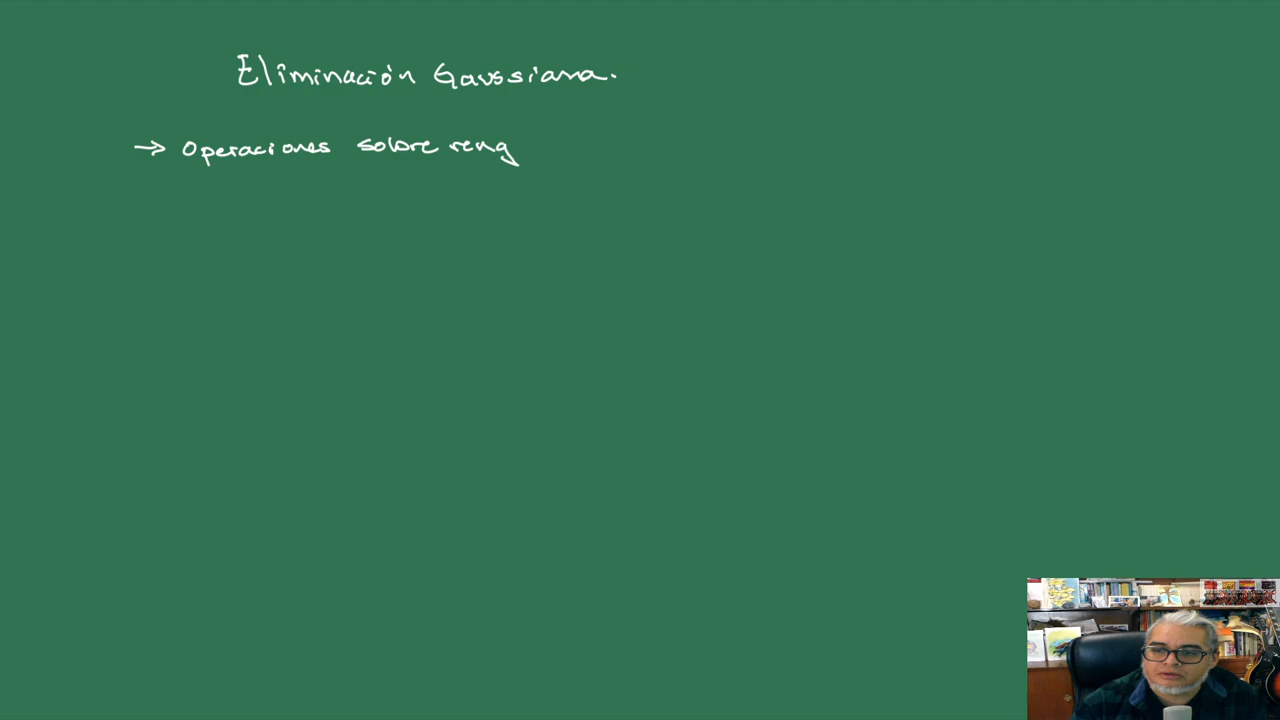 Eliminación Gaussiana.
→ Operaciones sobre reng